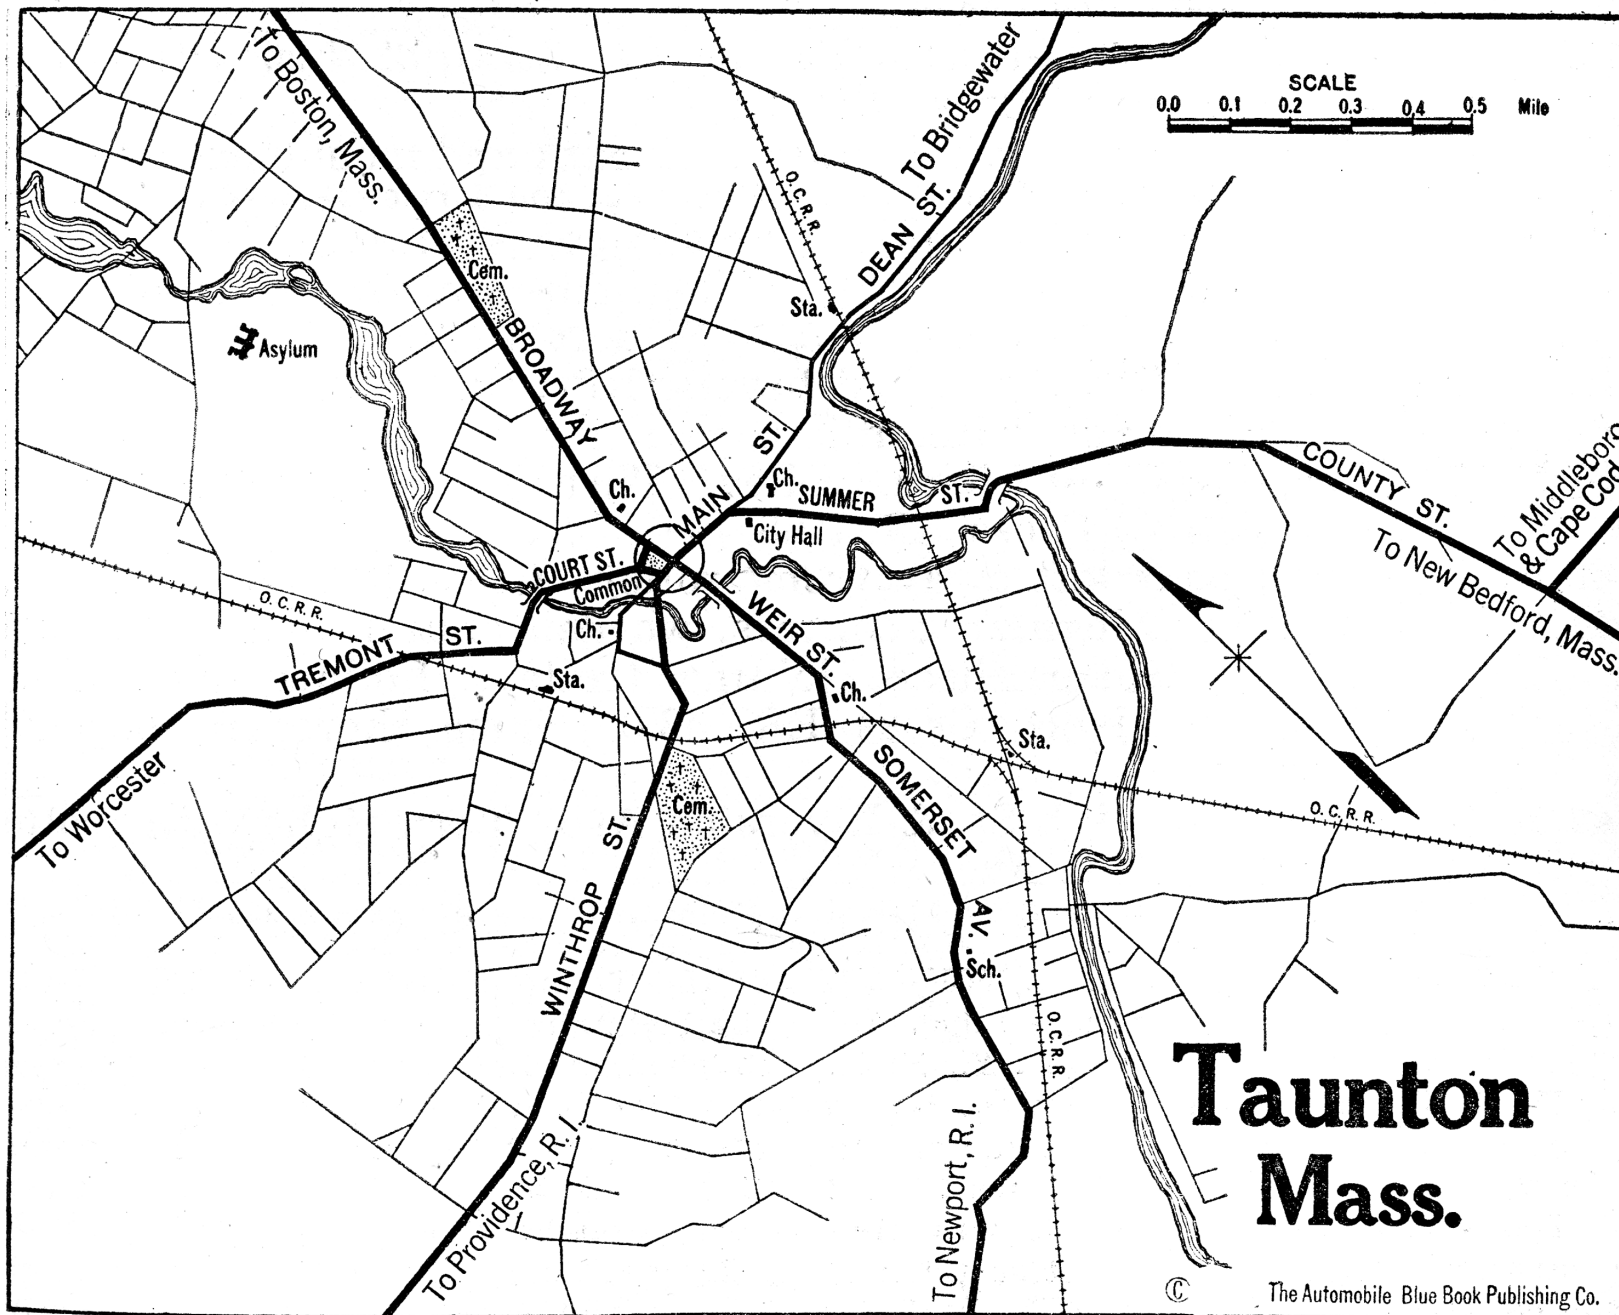 To Boston, Mass.
To Bridgewater
SCALE
0.0 0.1 0.2 0.3 0.4 0.5 Mile
O.C.R.R.
DEAN ST.
Cem.
Sta.
Asylum
BROADWAY
MAIN ST.
Ch.
Ch.
SUMMER ST.
City Hall
COUNTY ST.
To Middleboro
& Cape Cod
To New Bedford, Mass.
COURT ST.
Common
O.C.R.R.
Ch.
WEIR ST.
TREMONT ST.
Sta.
Ch.
Sta.
To Worcester
Cem.
SOMERSET AV.
O.C.R.R.
WINTHROP ST.
Sch.
O.C.R.R.
To Providence, R. I.
To Newport, R. I.
Taunton
Mass.
© The Automobile Blue Book Publishing Co.